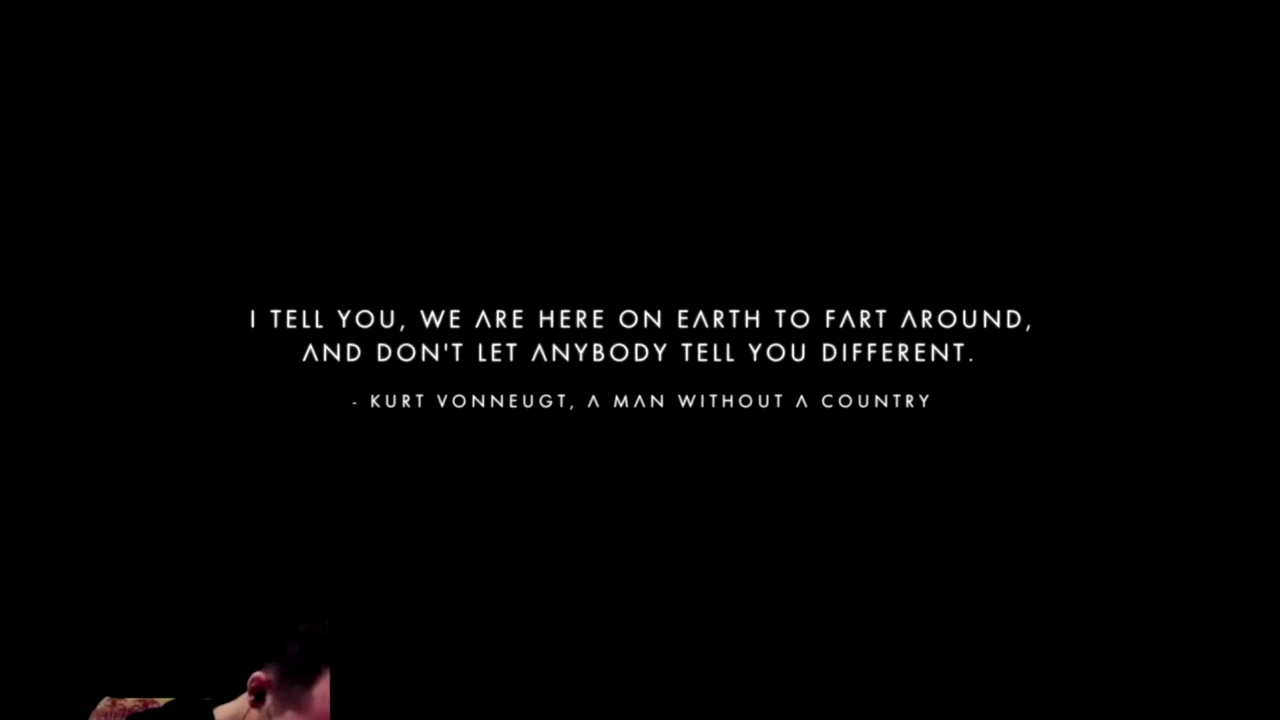 I TELL YOU, WE ARE HERE ON EARTH TO FART AROUND,
AND DON'T LET ANYBODY TELL YOU DIFFERENT.
- KURT VONNEUGT, A MAN WITHOUT A COUNTRY